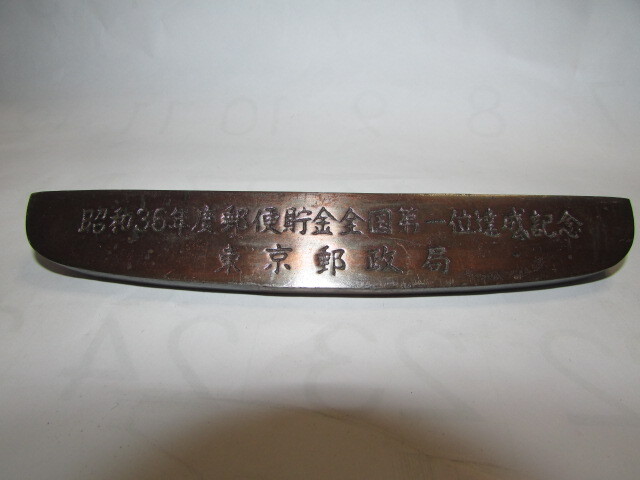 昭和36年度郵便貯金全国第一位達成記念
東京郵政局